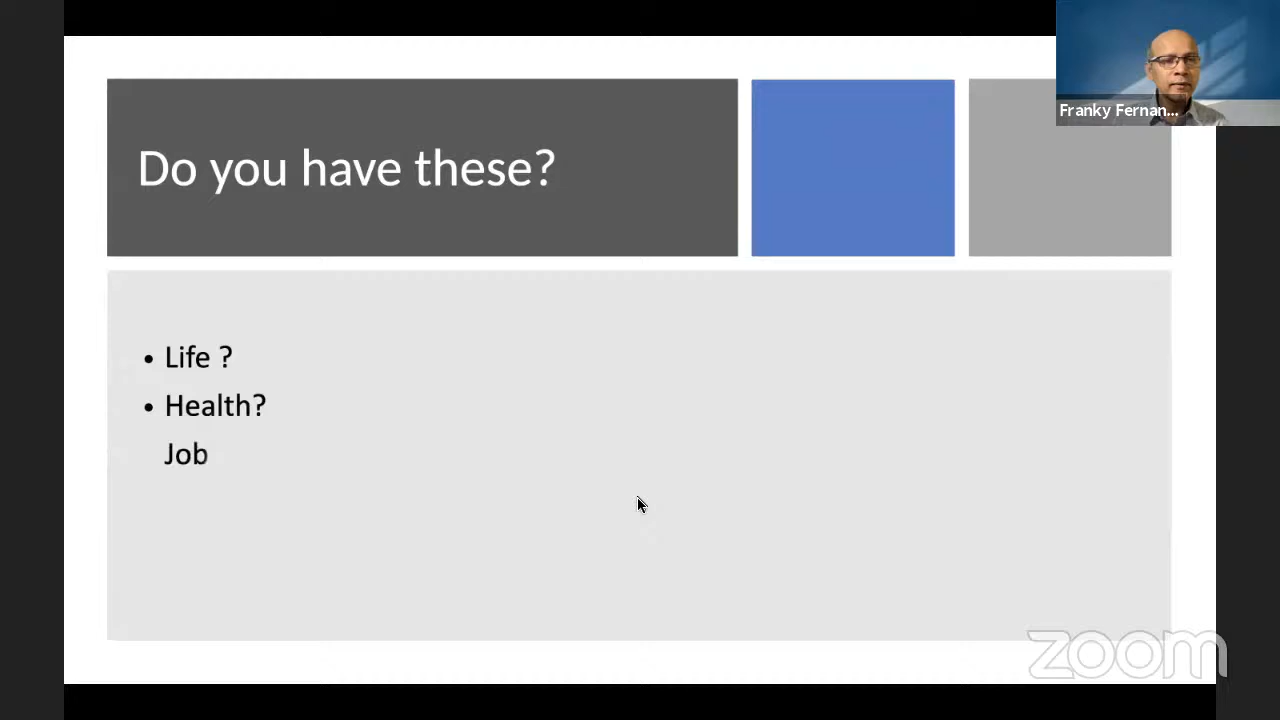 Franky Fernan...
Do you have these?
• Life ?
• Health?
Job
zoom